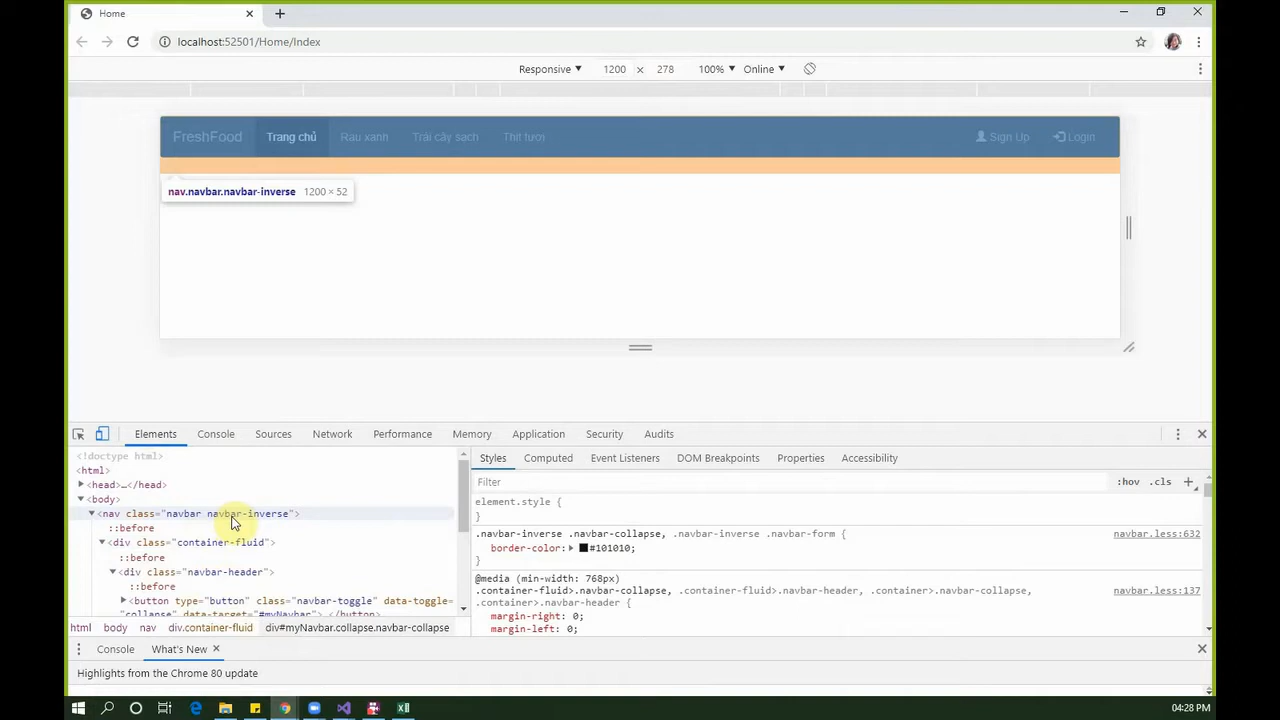 Home
localhost:52501/Home/Index
Responsive 1200 × 278 100% Online
FreshFood Trang chủ Rau xanh Trái cây sạch Thịt tươi Sign Up Login
nav.navbar.navbar-inverse 1200 × 52
Elements Console Sources Network Performance Memory Application Security Audits
<!doctype html>
<html>
<head>…</head>
<body>
<nav class="navbar navbar-inverse">
::before
<div class="container-fluid">
::before
<div class="navbar-header">
::before
<button type="button" class="navbar-toggle" data-toggle=
"collapse" data-target="#myNavbar">…</button>
html body nav div.container-fluid div#myNavbar.collapse.navbar-collapse
Styles Computed Event Listeners DOM Breakpoints Properties Accessibility
Filter :hov .cls +
element.style {
}
.navbar-inverse .navbar-collapse, .navbar-inverse .navbar-form { navbar.less:632
border-color: #101010;
}
@media (min-width: 768px)
.container-fluid>.navbar-collapse, .container-fluid>.navbar-header, .container>.navbar-collapse, navbar.less:137
.container>.navbar-header {
margin-right: 0;
margin-left: 0;
Console What's New
Highlights from the Chrome 80 update
04:28 PM